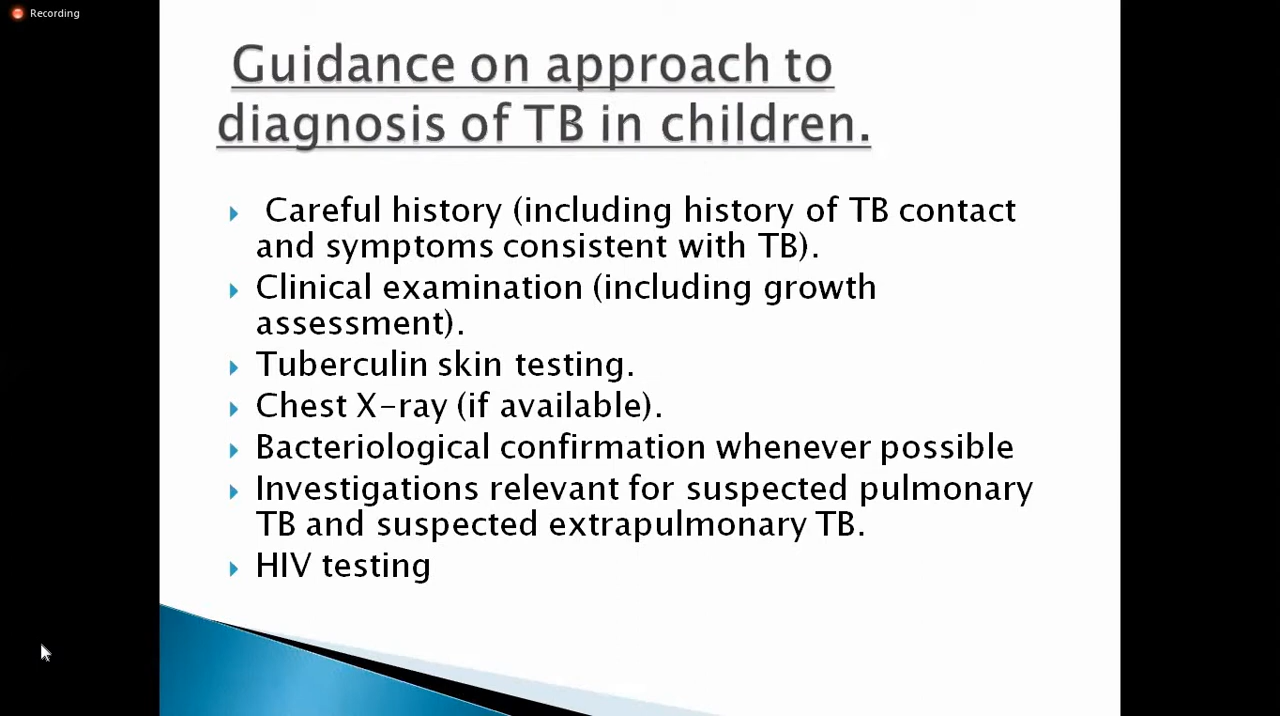 Recording
Guidance on approach to
diagnosis of TB in children.
Careful history (including history of TB contact
and symptoms consistent with TB).
Clinical examination (including growth
assessment).
Tuberculin skin testing.
Chest X-ray (if available).
Bacteriological confirmation whenever possible
Investigations relevant for suspected pulmonary
TB and suspected extrapulmonary TB.
HIV testing